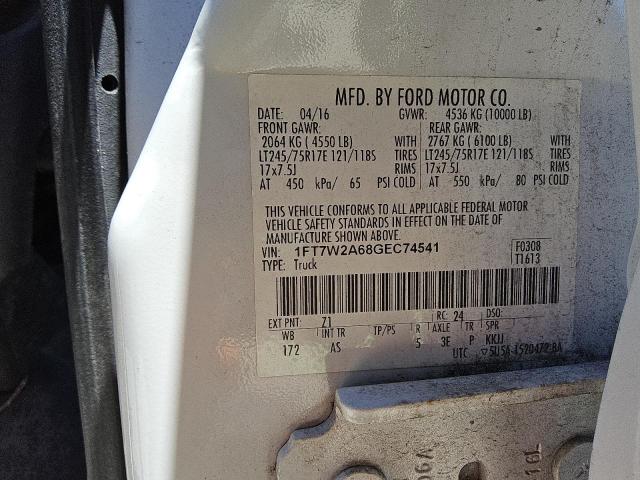 MFD. BY FORD MOTOR CO.
DATE: 04/16 GVWR: 4536 KG (10000 LB)
FRONT GAWR: REAR GAWR:
2064 KG ( 4550 LB) WITH 2767 KG ( 6100 LB) WITH
LT245/75R17E 121/118S TIRES LT245/75R17E 121/118S TIRES
17x7.5J RIMS 17x7.5J RIMS
AT 450 kPa/ 65 PSI COLD AT 550 kPa/ 80 PSI COLD
THIS VEHICLE CONFORMS TO ALL APPLICABLE FEDERAL MOTOR
VEHICLE SAFETY STANDARDS IN EFFECT ON THE DATE OF
MANUFACTURE SHOWN ABOVE.
VIN: 1FT7W2A68GEC74541 F0308
TYPE: Truck T1613
EXT PNT: Z1 RC: 24 DSO:
WB INT TR TP/PS R AXLE TR SPR
172 AS 5 3E P KKJJ
UTC ▽5U5A-1520472-BA
06A
16L